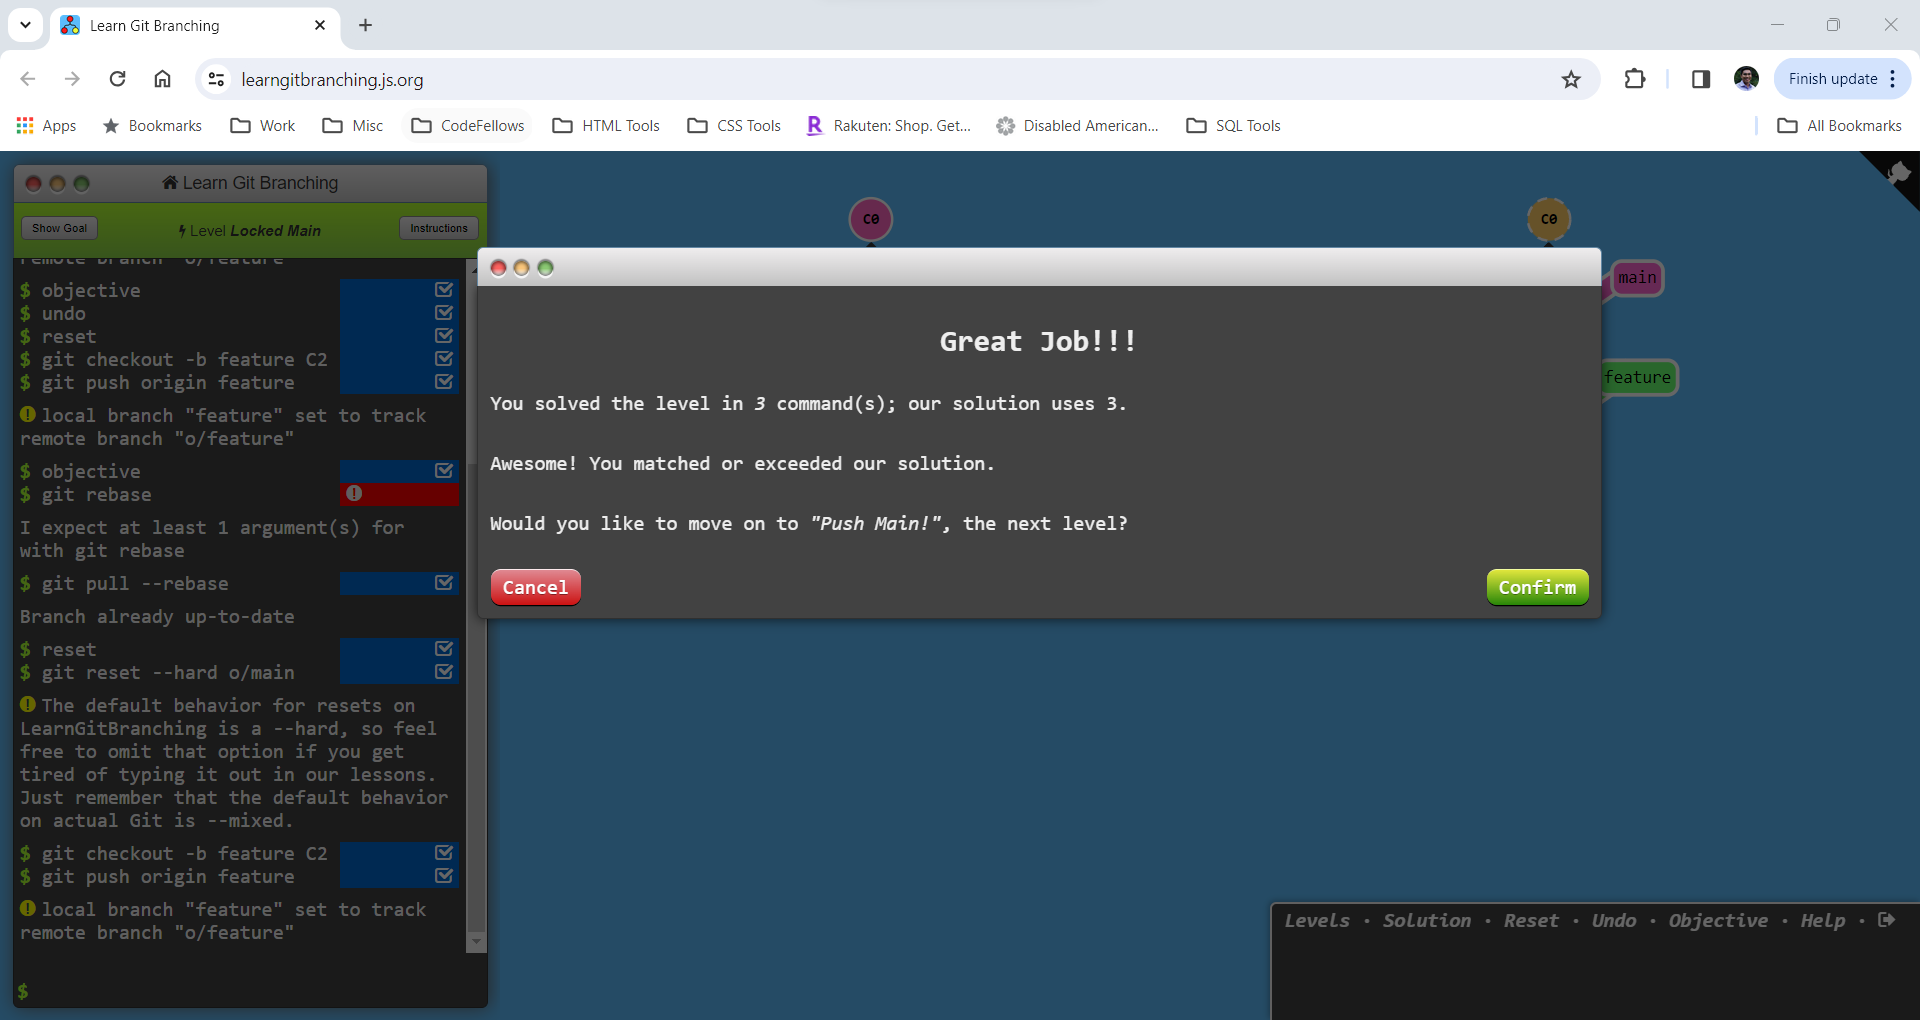 Learn Git Branching
learngitbranching.js.org
Finish update
Apps
Bookmarks
Work
Misc
CodeFellows
HTML Tools
CSS Tools
Rakuten: Shop. Get...
Disabled American...
SQL Tools
All Bookmarks
Learn Git Branching
Show Goal
Level Locked Main
Instructions
remote branch "o/feature"
$ objective
$ undo
$ reset
$ git checkout -b feature C2
$ git push origin feature
local branch "feature" set to track
remote branch "o/feature"
$ objective
$ git rebase
I expect at least 1 argument(s) for
with git rebase
$ git pull --rebase
Branch already up-to-date
$ reset
$ git reset --hard o/main
The default behavior for resets on
LearnGitBranching is a --hard, so feel
free to omit that option if you get
tired of typing it out in our lessons.
Just remember that the default behavior
on actual Git is --mixed.
$ git checkout -b feature C2
$ git push origin feature
local branch "feature" set to track
remote branch "o/feature"
$
C0
C0
main
feature
Great Job!!!
You solved the level in 3 command(s); our solution uses 3.
Awesome! You matched or exceeded our solution.
Would you like to move on to "Push Main!", the next level?
Cancel
Confirm
Levels • Solution • Reset • Undo • Objective • Help •